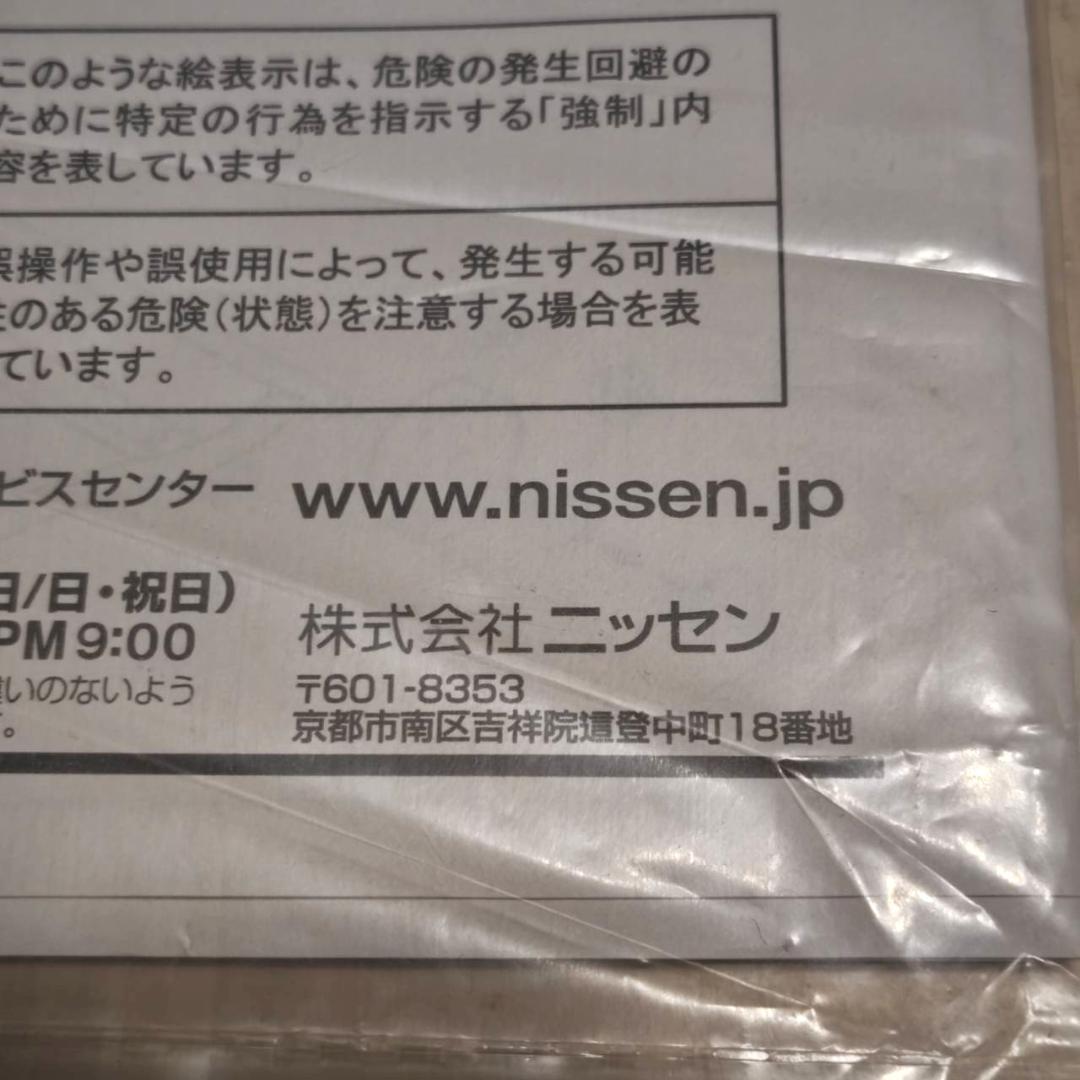 このような絵表示は、危険の発生回避の
ために特定の行為を指示する「強制」内
容を表しています。
誤操作や誤使用によって、発生する可能
性のある危険(状態)を注意する場合を表
ています。
ビスセンター
www.nissen.jp
日/日・祝日)
PM9:00
違いのないよう
。
株式会社ニッセン
〒601-8353
京都市南区吉祥院這登中町18番地